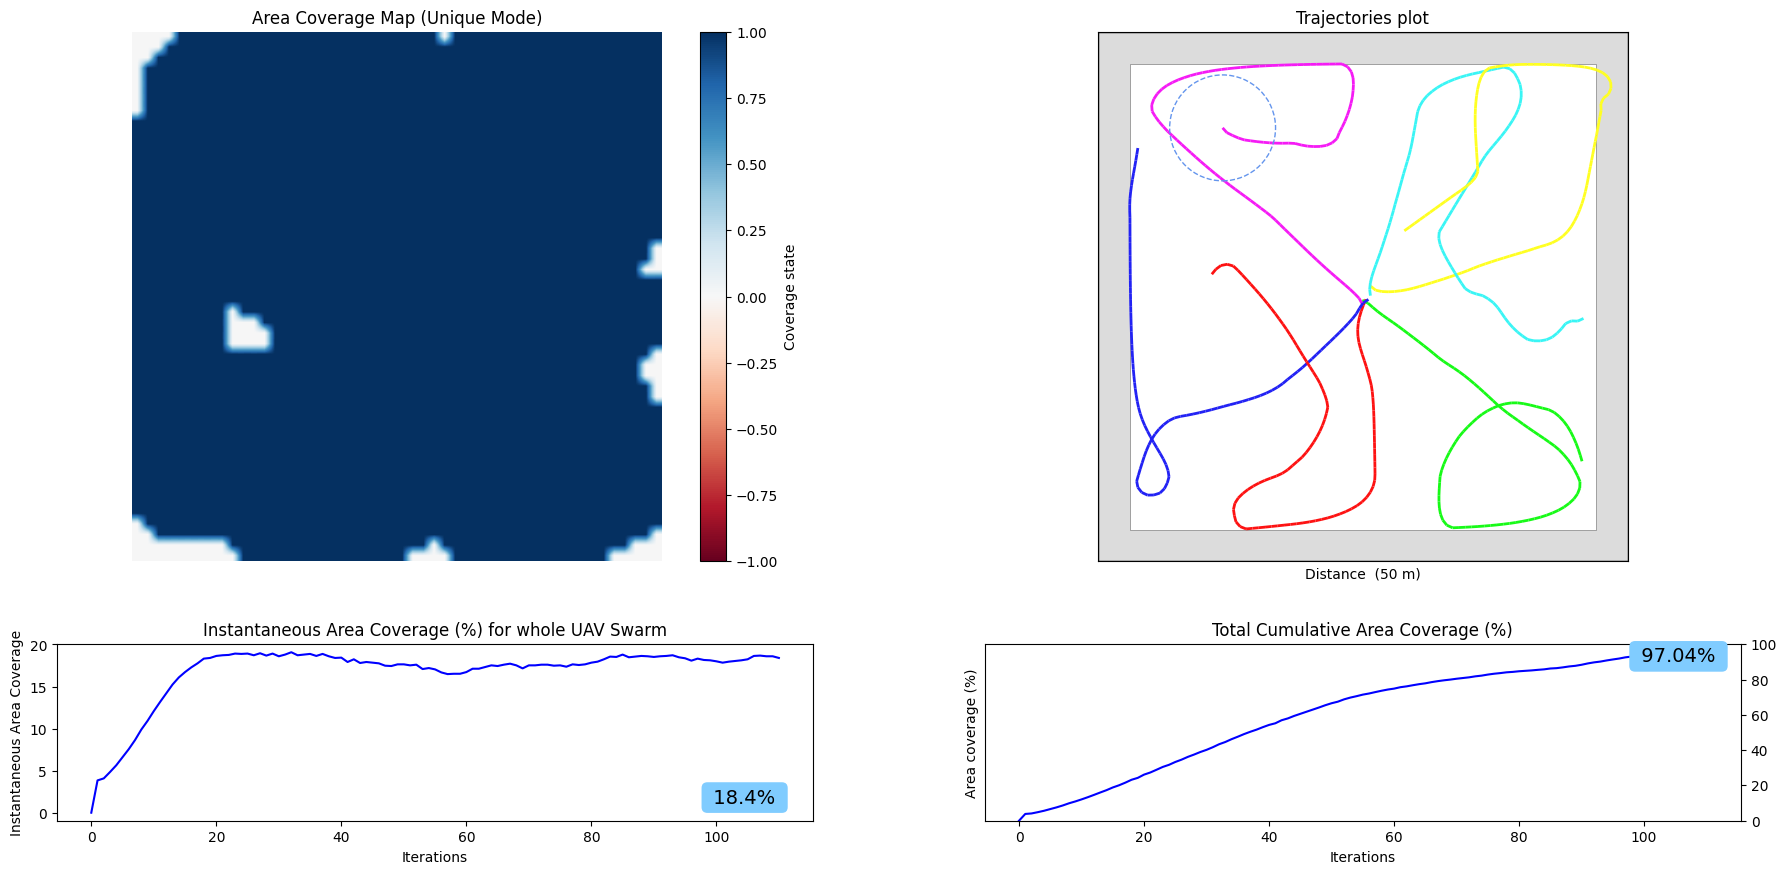 Area Coverage Map (Unique Mode)
1.00
0.75
0.50
0.25
0.00
−0.25
−0.50
−0.75
−1.00
Coverage state
Trajectories plot
Distance  (50 m)
Instantaneous Area Coverage (%) for whole UAV Swarm
Instantaneous Area Coverage
20
15
10
5
0
18.4%
0 20 40 60 80 100
Iterations
Total Cumulative Area Coverage (%)
Area coverage (%)
97.04%
100
80
60
40
20
0
0 20 40 60 80 100
Iterations